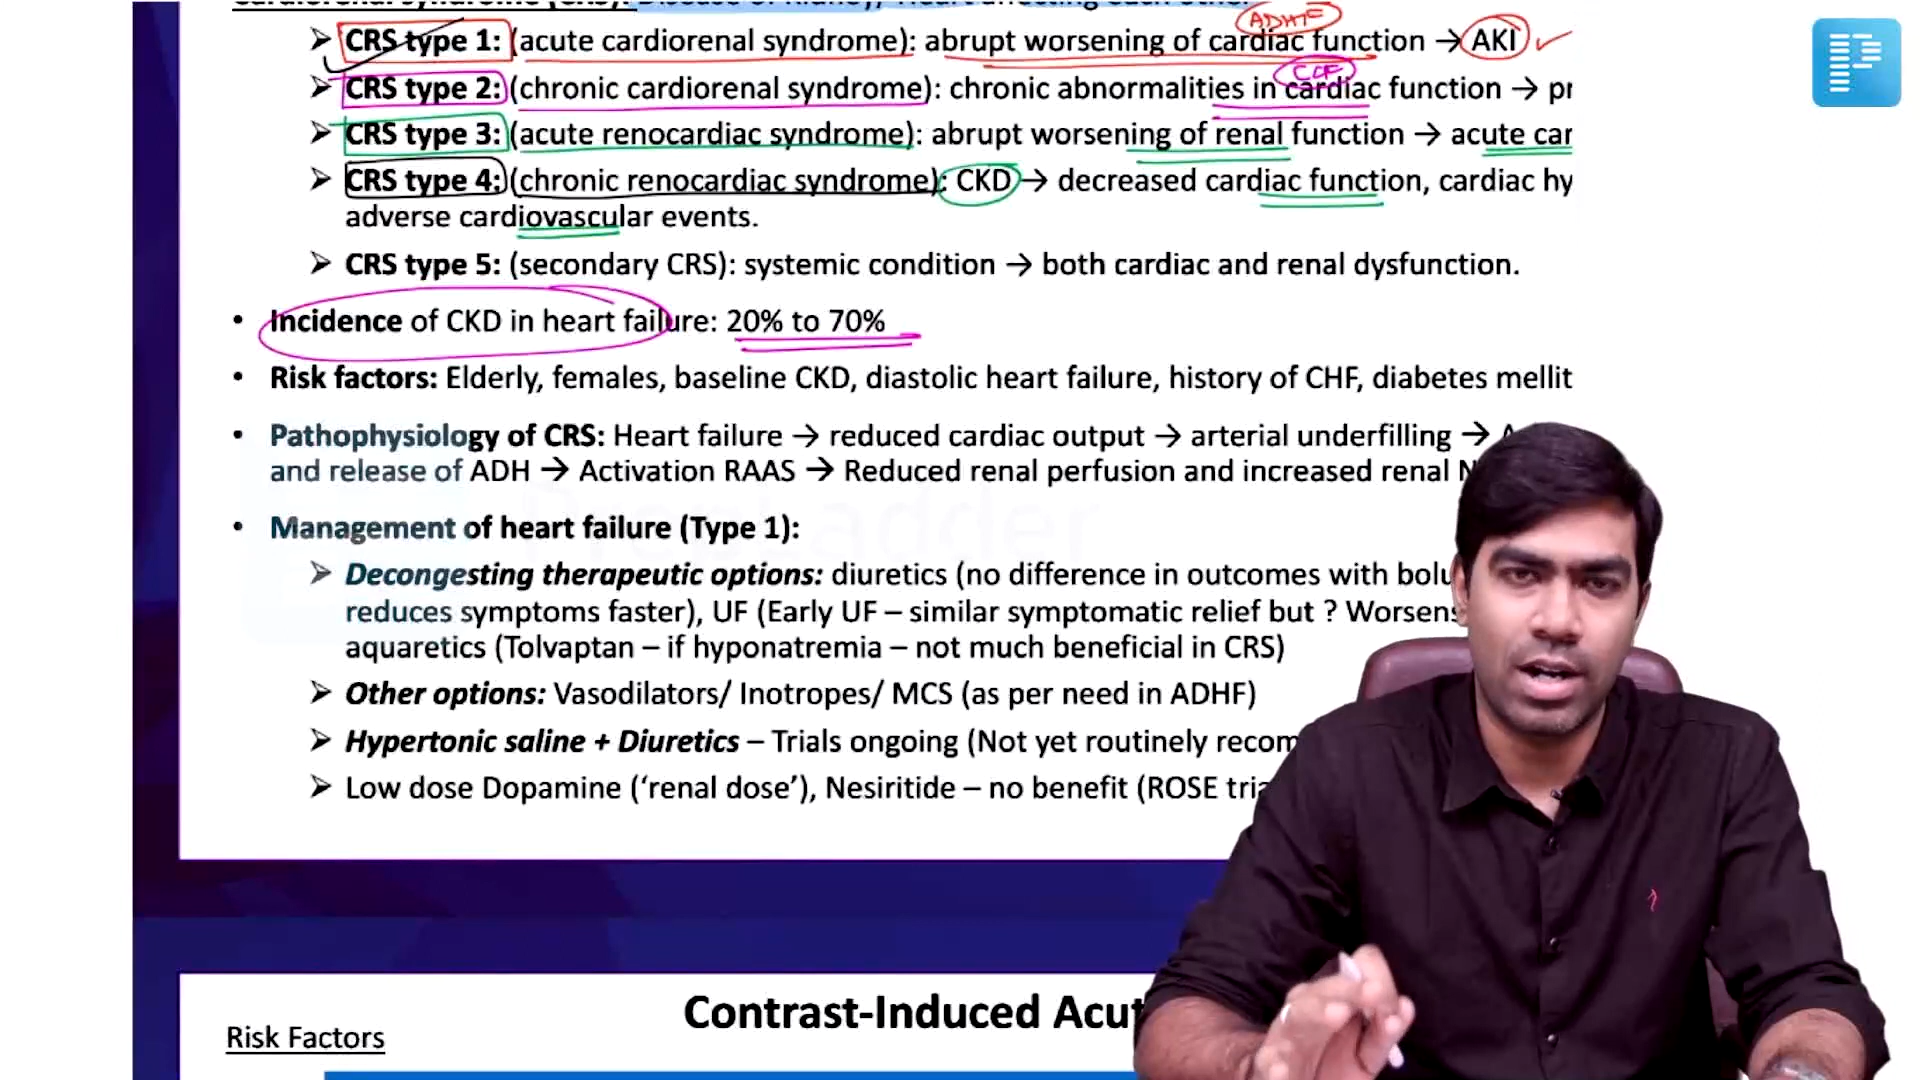 ➤ CRS type 1: (acute cardiorenal syndrome): abrupt worsening of cardiac function → AKI
ADHF
➤ CRS type 2: (chronic cardiorenal syndrome): chronic abnormalities in cardiac function → pr
CCF
➤ CRS type 3: (acute renocardiac syndrome): abrupt worsening of renal function → acute car
➤ CRS type 4: (chronic renocardiac syndrome): CKD → decreased cardiac function, cardiac hy
adverse cardiovascular events.
➤ CRS type 5: (secondary CRS): systemic condition → both cardiac and renal dysfunction.
• Incidence of CKD in heart failure: 20% to 70%
• Risk factors: Elderly, females, baseline CKD, diastolic heart failure, history of CHF, diabetes mellit
• Pathophysiology of CRS: Heart failure → reduced cardiac output → arterial underfilling →
and release of ADH → Activation RAAS → Reduced renal perfusion and increased renal N
PrepLadder
• Management of heart failure (Type 1):
➤ Decongesting therapeutic options: diuretics (no difference in outcomes with bolu
reduces symptoms faster), UF (Early UF – similar symptomatic relief but ? Worsens
aquaretics (Tolvaptan – if hyponatremia – not much beneficial in CRS)
➤ Other options: Vasodilators/ Inotropes/ MCS (as per need in ADHF)
➤ Hypertonic saline + Diuretics – Trials ongoing (Not yet routinely recom
➤ Low dose Dopamine (‘renal dose’), Nesiritide – no benefit (ROSE tria
Contrast-Induced Acut
Risk Factors